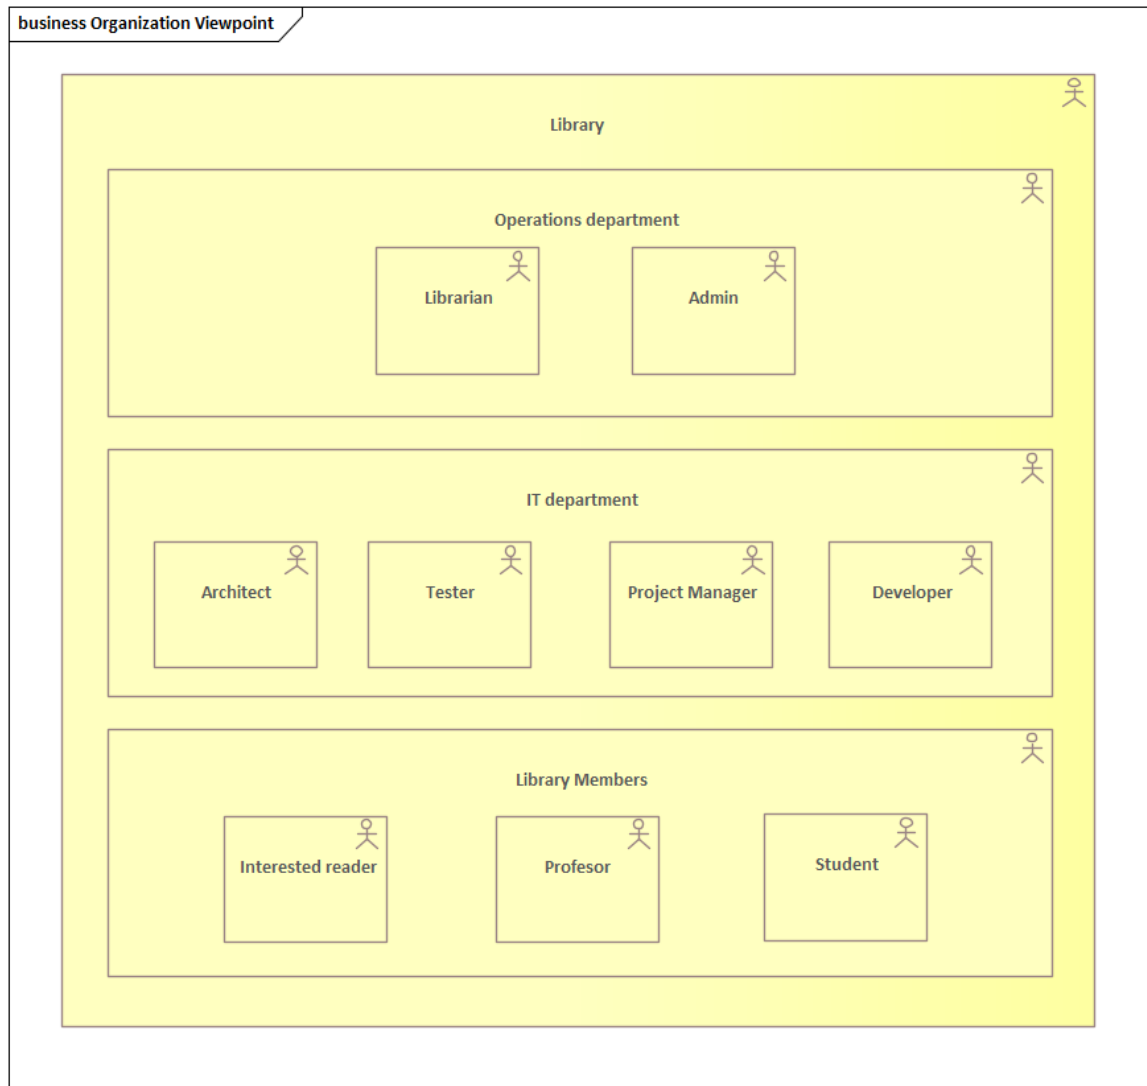 business Organization Viewpoint
Library
Operations department
Librarian
Admin
IT department
Architect
Tester
Project Manager
Developer
Library Members
Interested reader
Profesor
Student